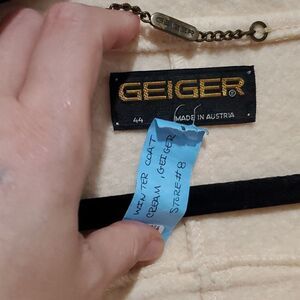 GEIGER
GEIGER®
44 MADE IN AUSTRIA
WINTER COAT
CREAM, GEIGER
STORE #8